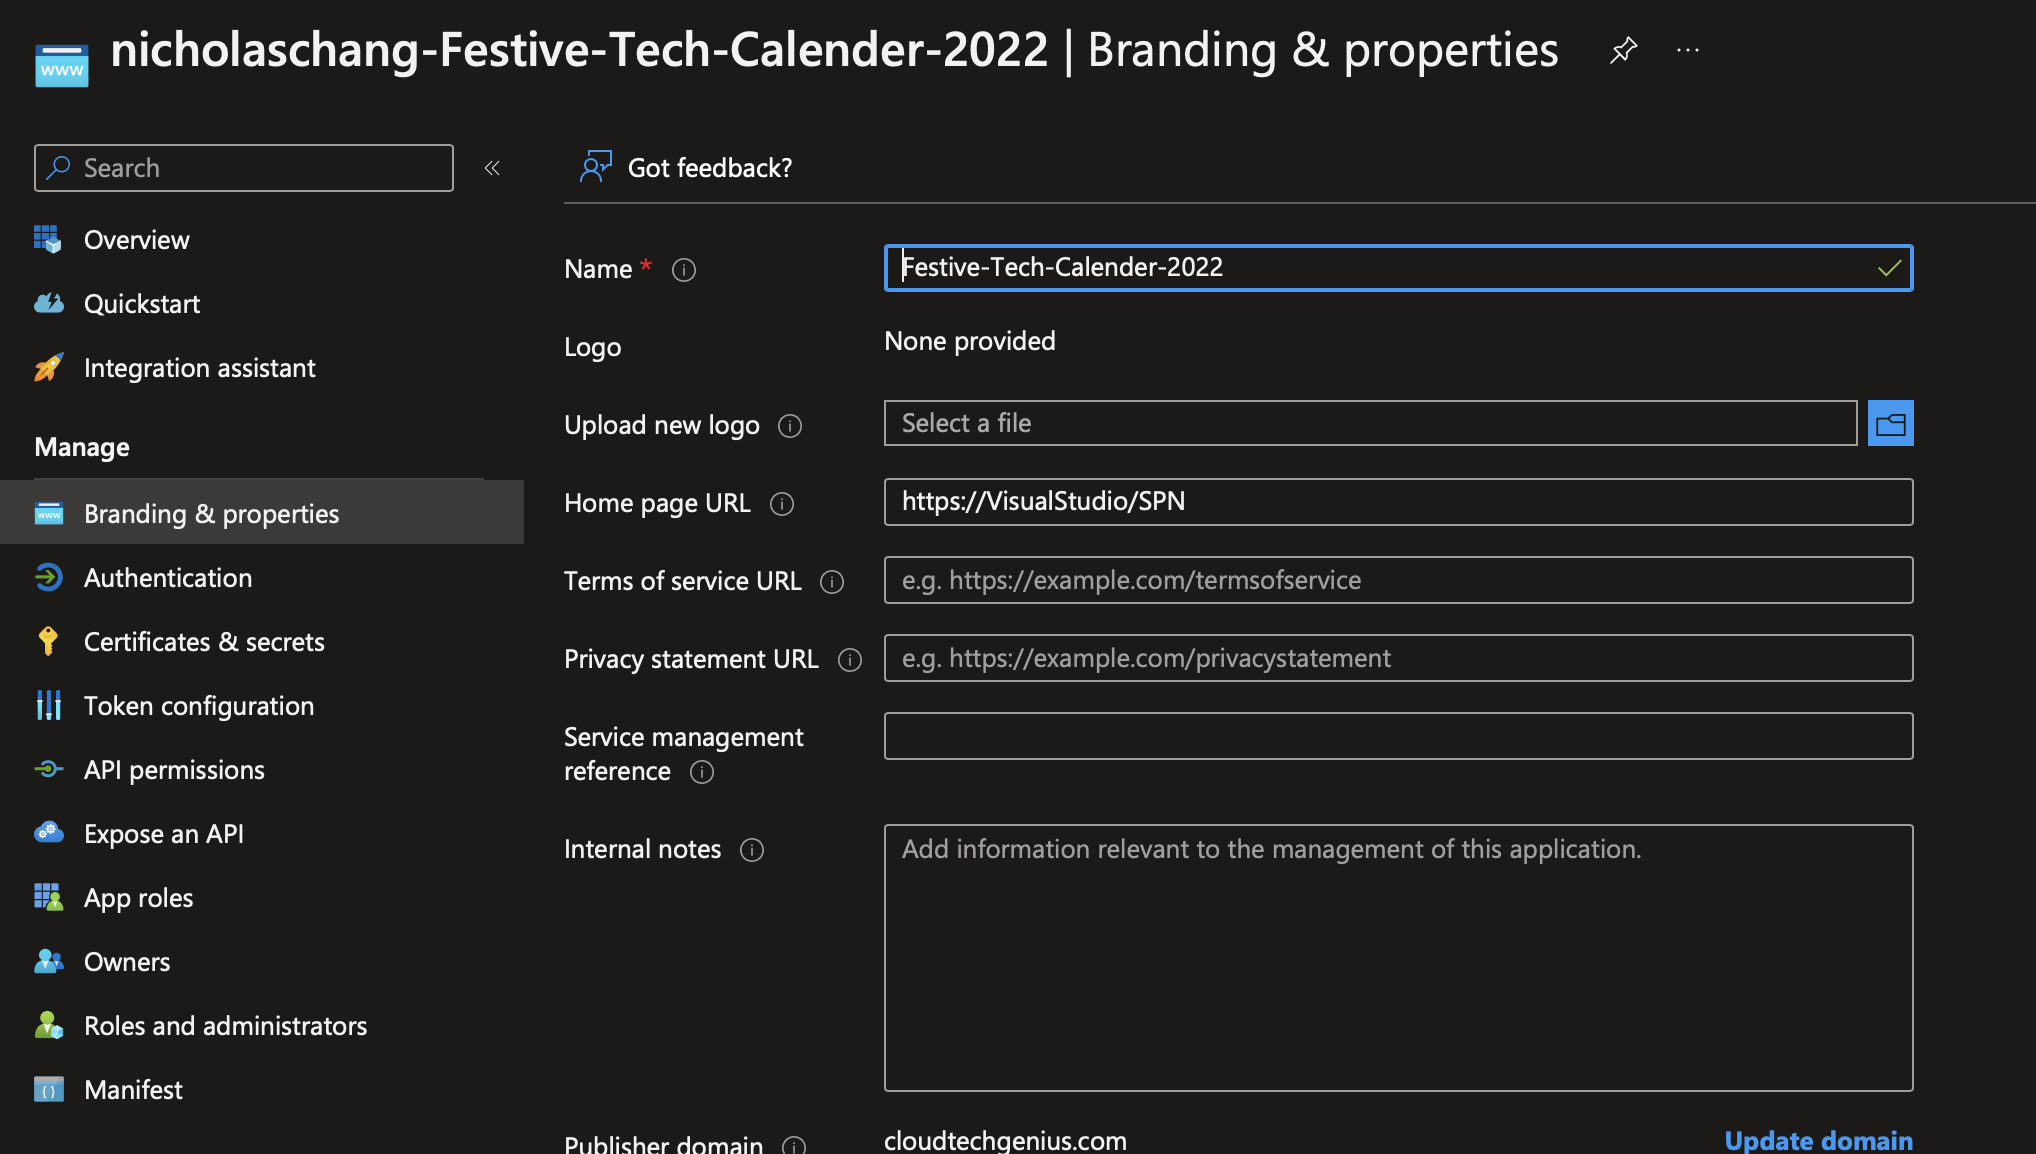 nicholaschang-Festive-Tech-Calender-2022 | Branding & properties
www
Search
Got feedback?
Overview
Quickstart
Integration assistant
Manage
www
Branding & properties
Authentication
Certificates & secrets
Token configuration
API permissions
Expose an API
App roles
Owners
Roles and administrators
Manifest
Name *
Festive-Tech-Calender-2022
Logo
None provided
Upload new logo
Select a file
Home page URL
https://VisualStudio/SPN
Terms of service URL
e.g. https://example.com/termsofservice
Privacy statement URL
e.g. https://example.com/privacystatement
Service management
reference
Internal notes
Add information relevant to the management of this application.
Publisher domain
cloudtechgenius.com
Update domain